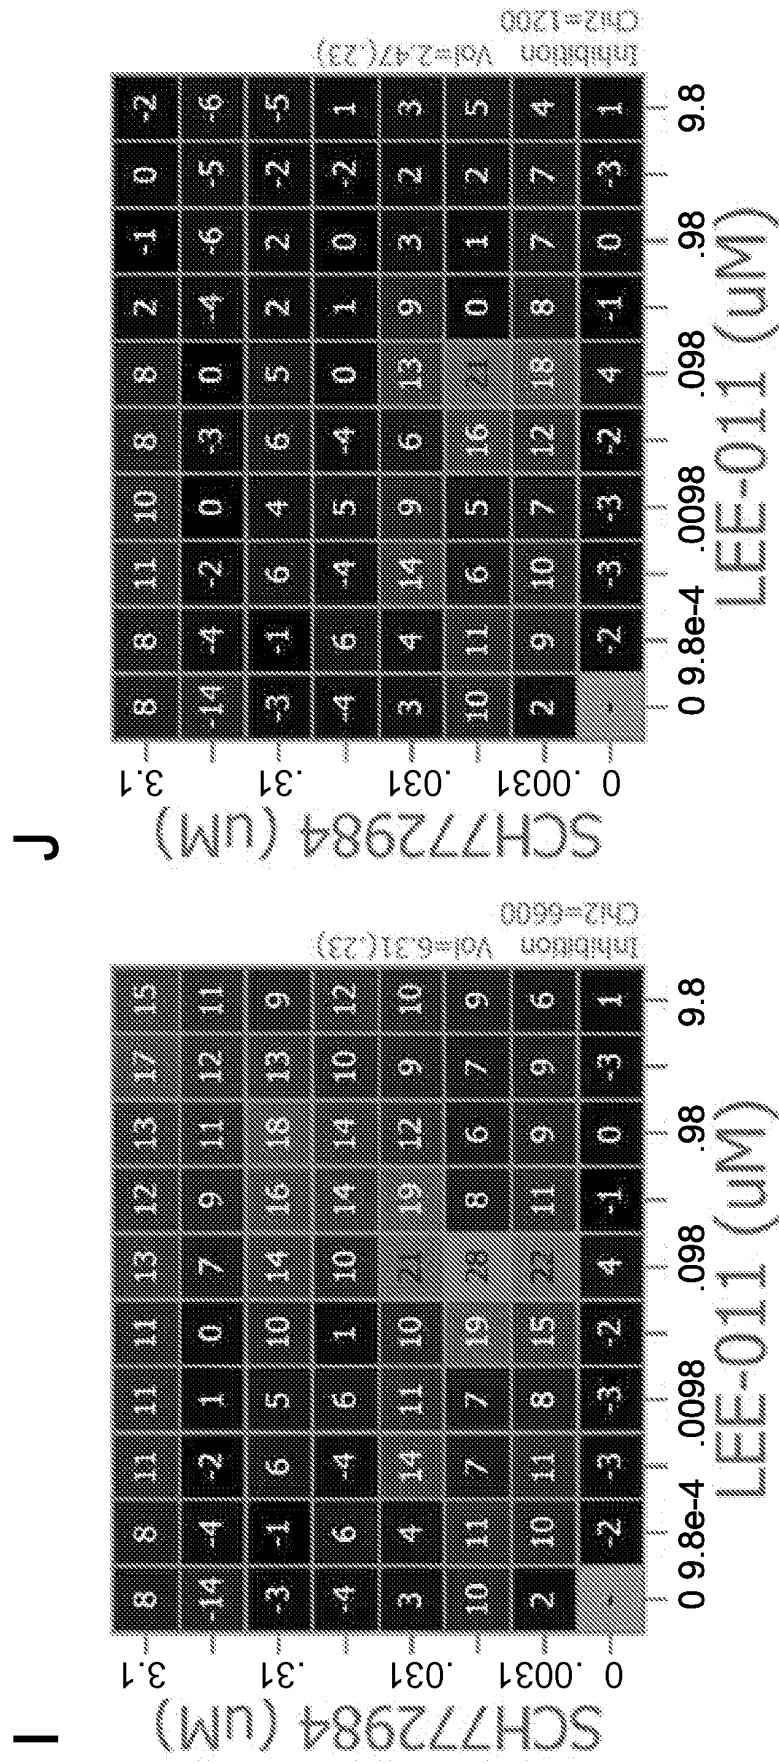 I
SCH772984 (uM)
3.1 8 8 11 11 11 13 12 13 17 15
-14 -4 -2 1 0 7 9 11 12 11
.31 -3 -1 6 5 10 14 16 18 13 9
-4 6 -4 6 1 10 14 14 10 12
.031 3 4 14 11 10 19 12 9 10
10 11 7 7 19 28 8 6 7 9
.0031 2 10 11 8 15 22 11 9 9 6
0 - -2 -3 -3 -2 4 -1 0 -3 1
0 9.8e-4 .0098 .098 .98 9.8
LEE-011 (uM)
Inhibition Vol=6.31(.23)
Chi2=6600
J
SCH772984 (uM)
3.1 8 8 11 10 8 8 2 -1 0 -2
-14 -4 -2 0 -3 0 -4 -6 -5 -6
.31 -3 -1 6 4 6 5 2 2 -2 -5
-4 6 -4 5 -4 0 1 0 -2 1
.031 3 4 14 9 6 13 9 3 2 3
10 11 6 5 16 21 0 1 2 5
.0031 2 9 10 7 12 18 8 7 7 4
0 - -2 -3 -3 -2 4 -1 0 -3 1
0 9.8e-4 .0098 .098 .98 9.8
LEE-011 (uM)
Inhibition Vol=2.47(.23)
Chi2=1200